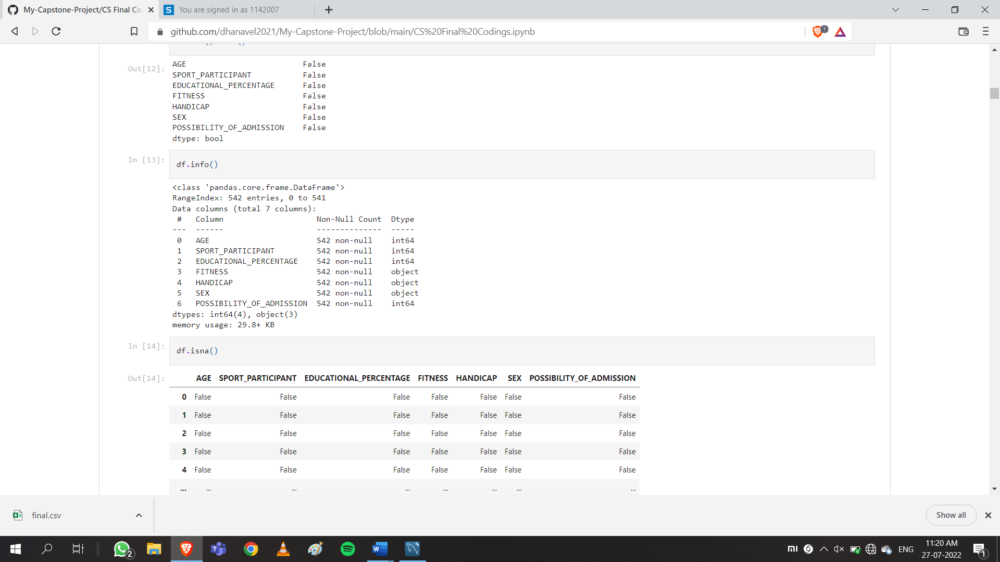 My-Capstone-Project/CS Final Co
You are signed in as 1142007
github.com/dhanavel2021/My-Capstone-Project/blob/main/CS%20Final%20Codings.ipynb
1
Out[12]:
AGE False
SPORT_PARTICIPANT False
EDUCATIONAL_PERCENTAGE False
FITNESS False
HANDICAP False
SEX False
POSSIBILITY_OF_ADMISSION False
dtype: bool
In [13]:
df.info()
<class 'pandas.core.frame.DataFrame'>
RangeIndex: 542 entries, 0 to 541
Data columns (total 7 columns):
# Column Non-Null Count Dtype
--- ------ -------------- -----
0 AGE 542 non-null int64
1 SPORT_PARTICIPANT 542 non-null int64
2 EDUCATIONAL_PERCENTAGE 542 non-null int64
3 FITNESS 542 non-null object
4 HANDICAP 542 non-null object
5 SEX 542 non-null object
6 POSSIBILITY_OF_ADMISSION 542 non-null int64
dtypes: int64(4), object(3)
memory usage: 29.8+ KB
In [14]:
df.isna()
Out[14]:
AGE SPORT_PARTICIPANT EDUCATIONAL_PERCENTAGE FITNESS HANDICAP SEX POSSIBILITY_OF_ADMISSION
0 False False False False False False False
1 False False False False False False False
2 False False False False False False False
3 False False False False False False False
4 False False False False False False False
... ... ... ... ... ... ... ...
final.csv
Show all
2
ENG
11:20 AM
27-07-2022
1